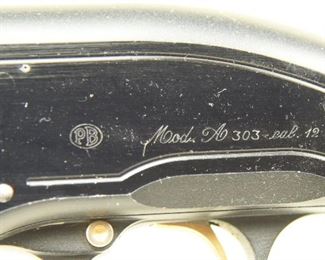 PB Mod. A 303 - cal. 12